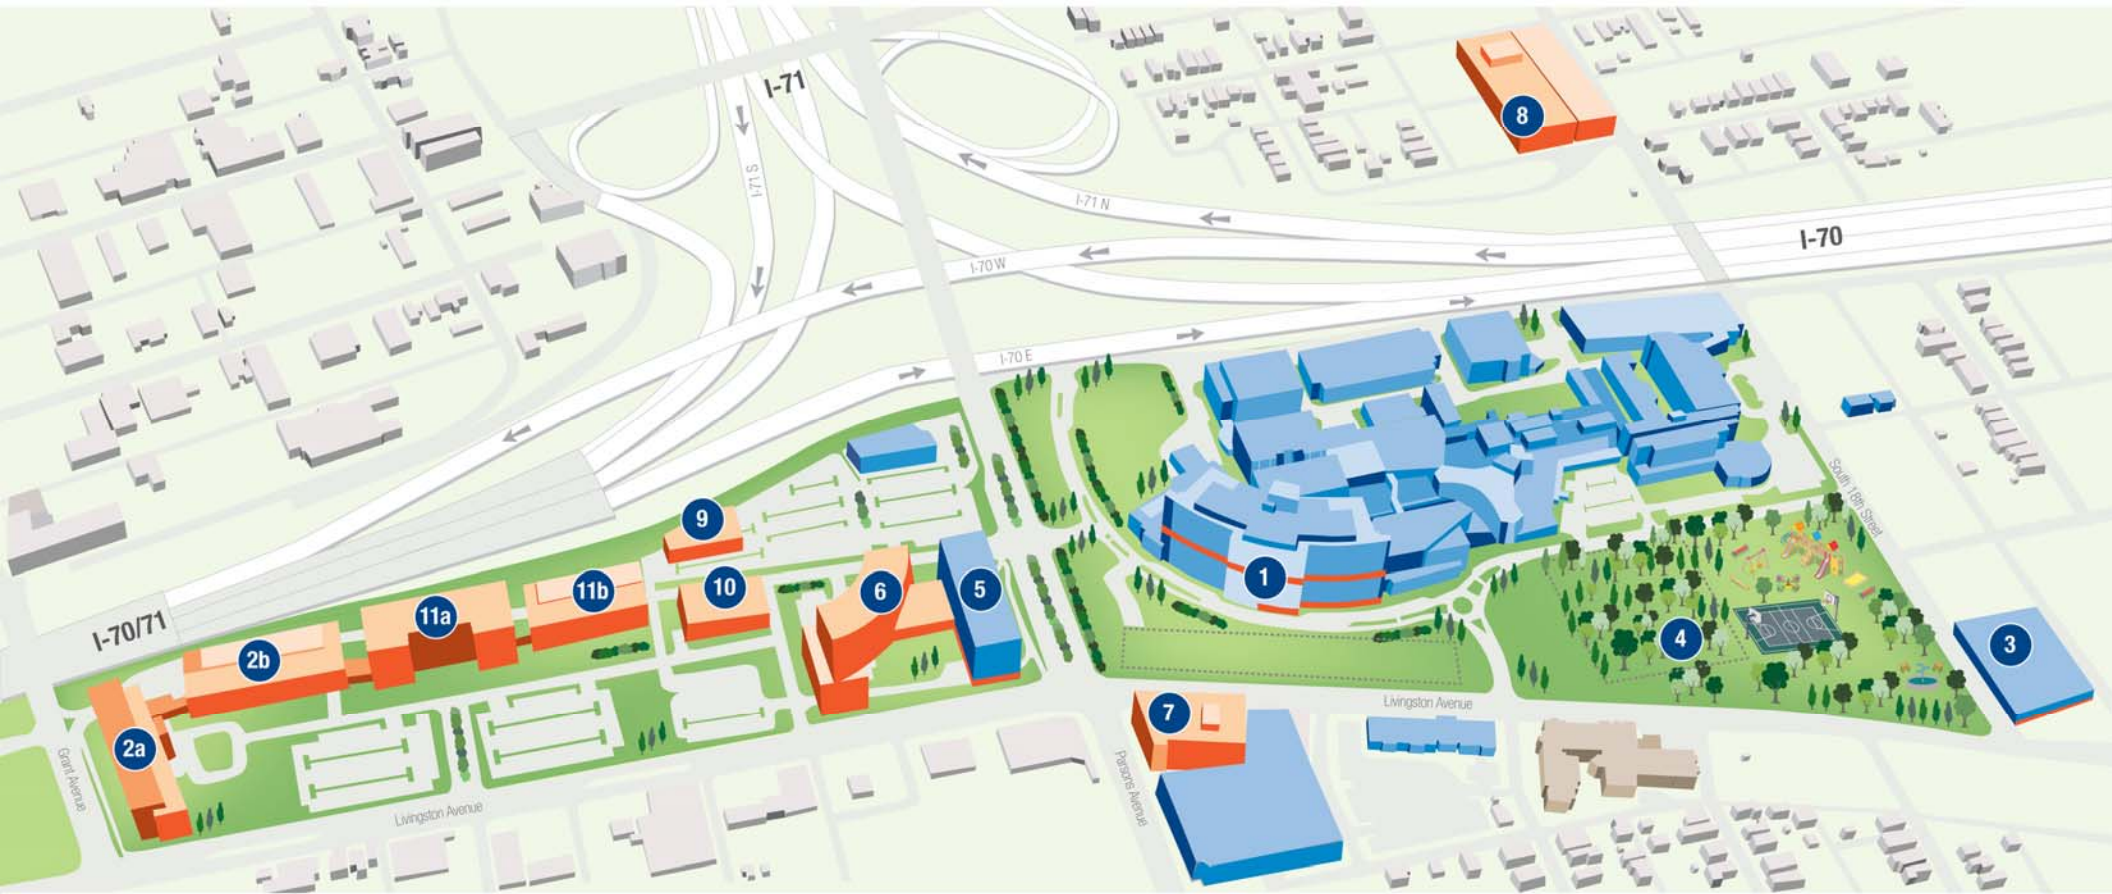 I-71
8
I-71 S
I-71 N
I-70
I-70 W
I-70 E
South 18th Street
9
1
11b
10
6
5
11a
I-70/71
4
3
2b
Livingston Avenue
7
2a
Grant Avenue
Parsons Avenue
Livingston Avenue